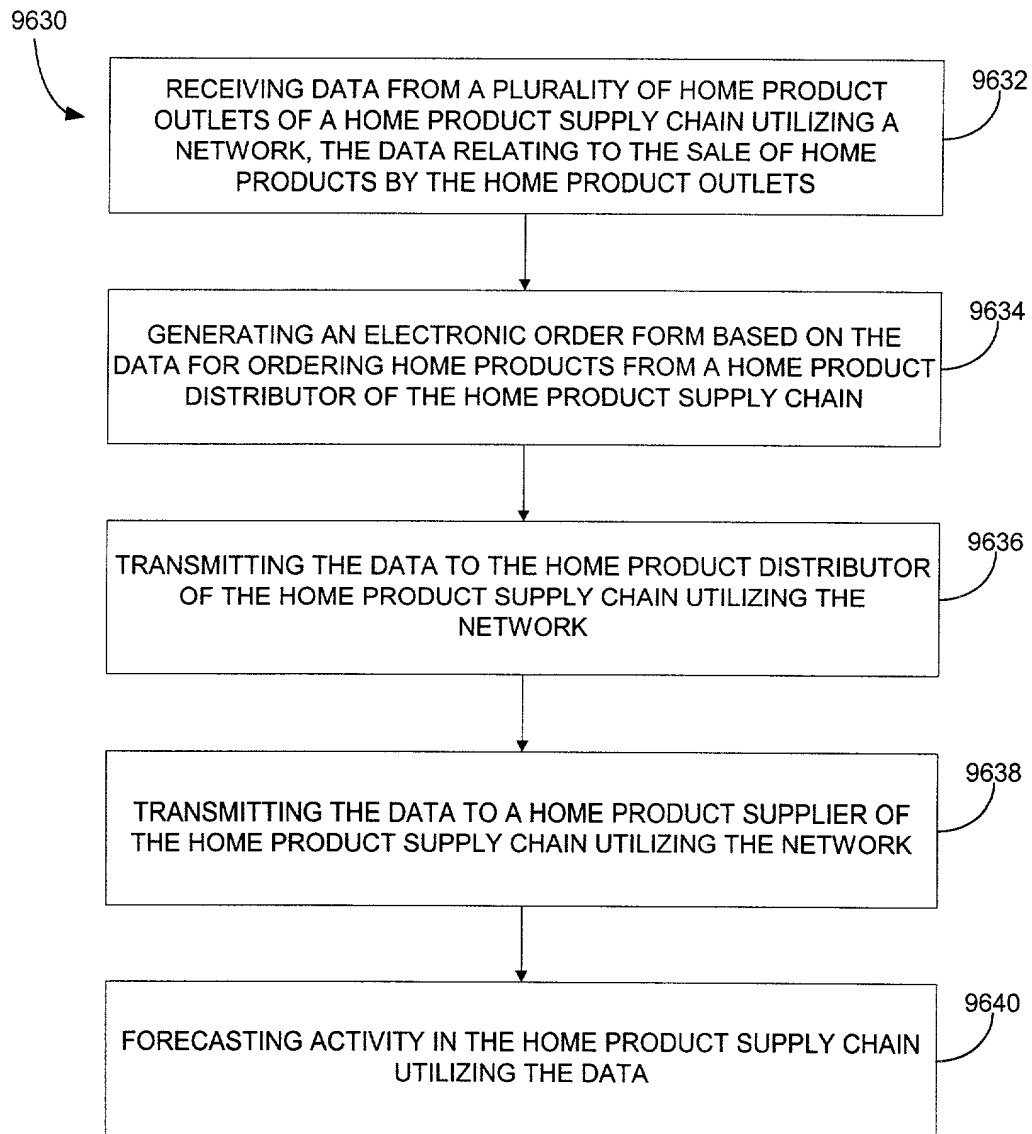 9630
9632
RECEIVING DATA FROM A PLURALITY OF HOME PRODUCT
OUTLETS OF A HOME PRODUCT SUPPLY CHAIN UTILIZING A
NETWORK, THE DATA RELATING TO THE SALE OF HOME
PRODUCTS BY THE HOME PRODUCT OUTLETS
9634
GENERATING AN ELECTRONIC ORDER FORM BASED ON THE
DATA FOR ORDERING HOME PRODUCTS FROM A HOME PRODUCT
DISTRIBUTOR OF THE HOME PRODUCT SUPPLY CHAIN
9636
TRANSMITTING THE DATA TO THE HOME PRODUCT DISTRIBUTOR
OF THE HOME PRODUCT SUPPLY CHAIN UTILIZING THE
NETWORK
9638
TRANSMITTING THE DATA TO A HOME PRODUCT SUPPLIER OF
THE HOME PRODUCT SUPPLY CHAIN UTILIZING THE NETWORK
9640
FORECASTING ACTIVITY IN THE HOME PRODUCT SUPPLY CHAIN
UTILIZING THE DATA